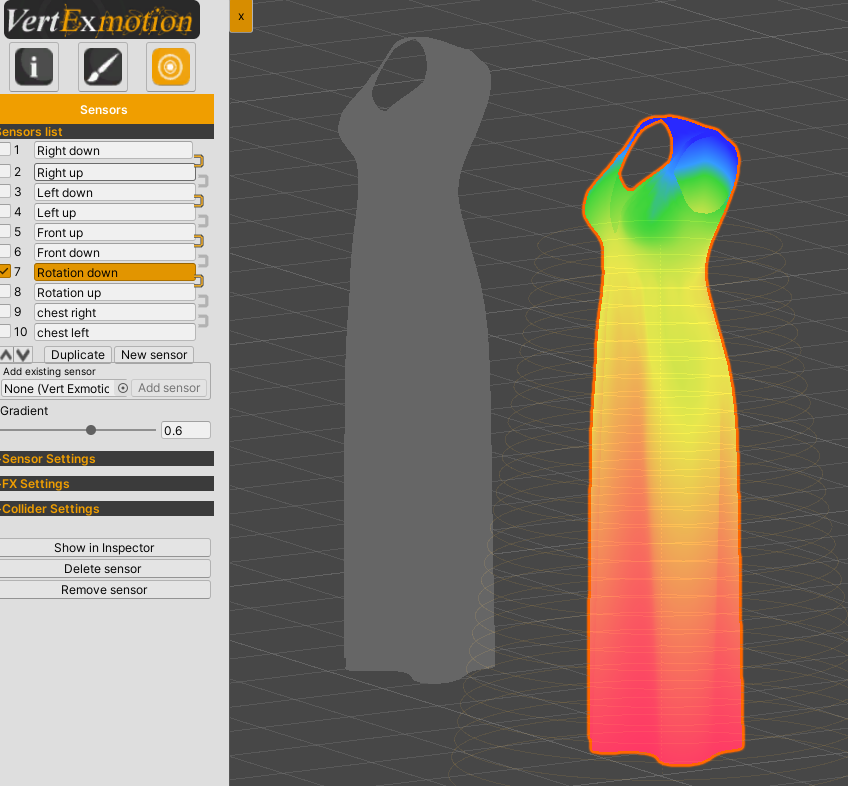 VertExmotion
x
i
Sensors
Sensors list
1 Right down
2 Right up
3 Left down
4 Left up
5 Front up
6 Front down
7 Rotation down
8 Rotation up
9 chest right
10 chest left
Duplicate New sensor
Add existing sensor
None (Vert Exmotic Add sensor
Gradient
0.6
Sensor Settings
FX Settings
Collider Settings
Show in Inspector
Delete sensor
Remove sensor